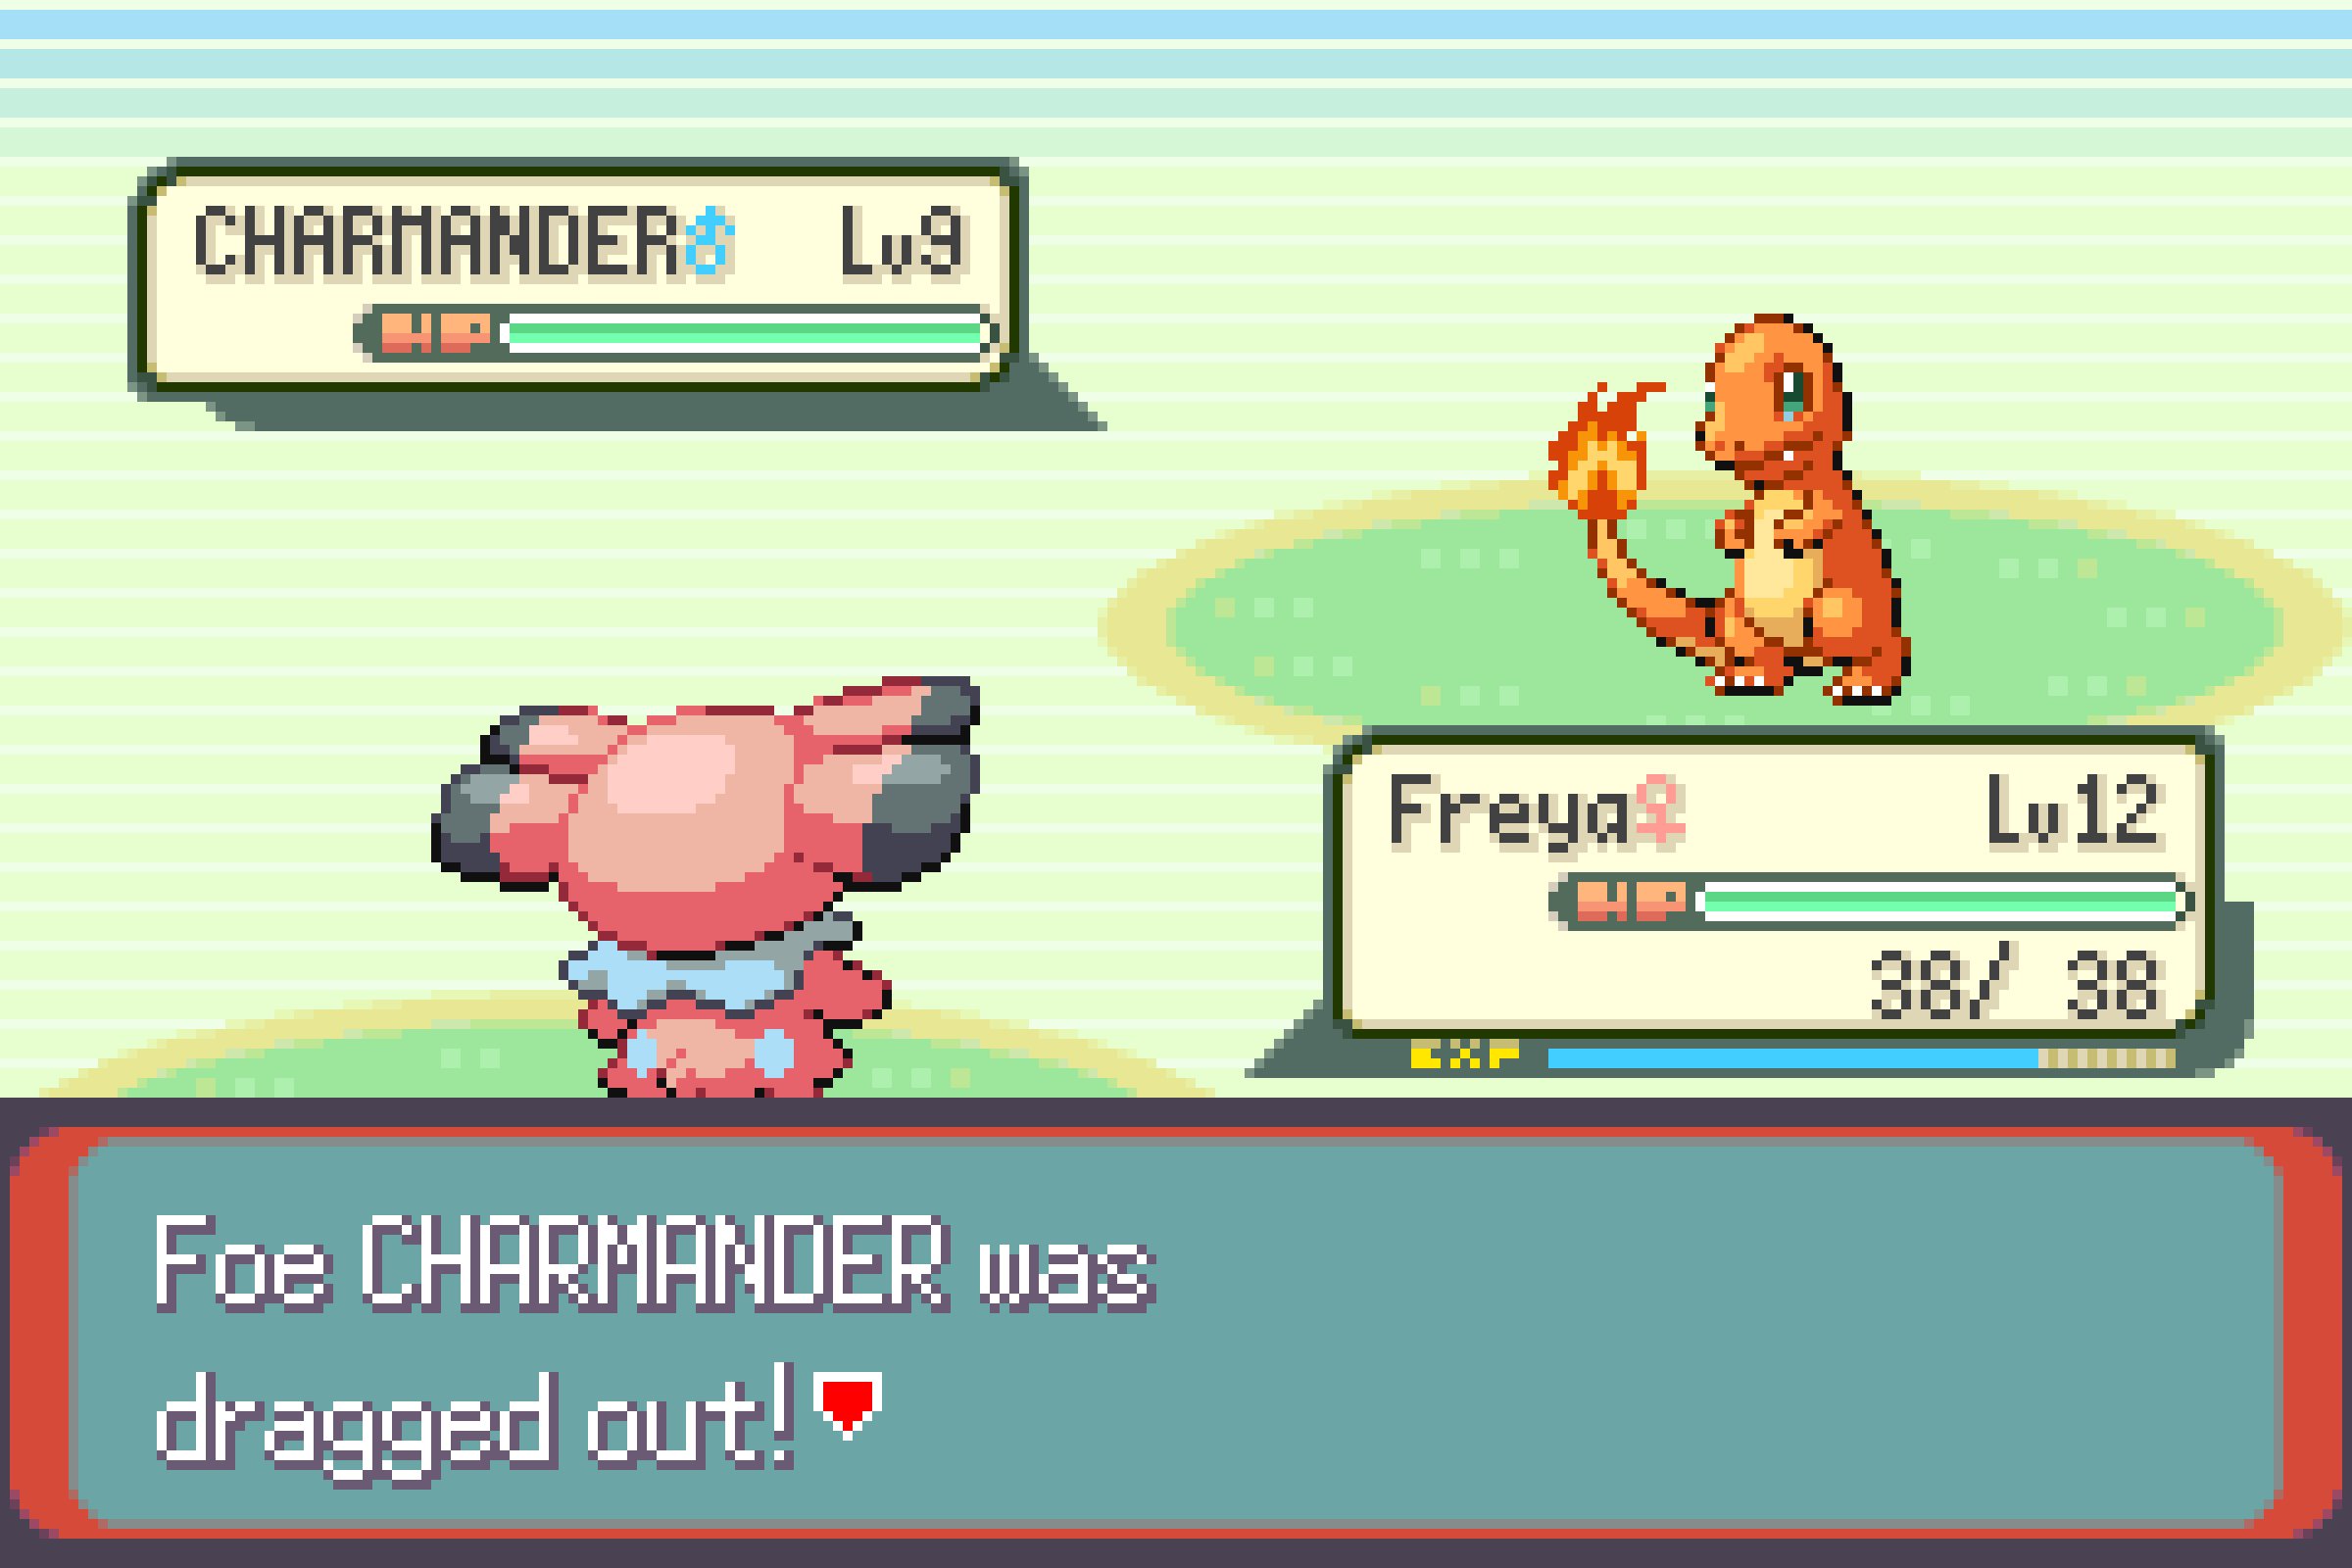 CHARMANDER♂ Lv9
HP
Freya♀ Lv12
HP
38/ 38
EXP
Foe CHARMANDER was
dragged out!